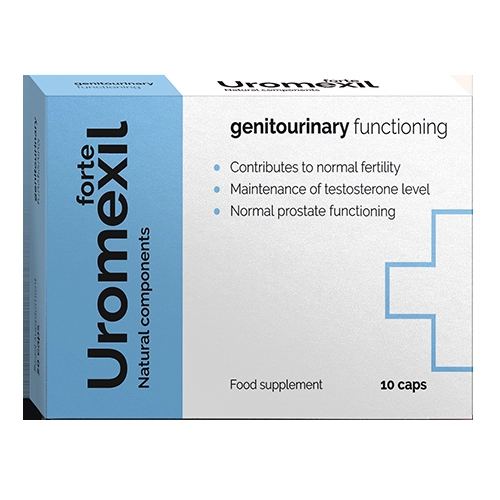 genitourinary
functioning
Uromexil
forte
Natural components
Uromexil
forte
Natural components
genitourinary functioning
• Contributes to normal fertility
• Maintenance of testosterone level
• Normal prostate functioning
Food supplement
10 caps